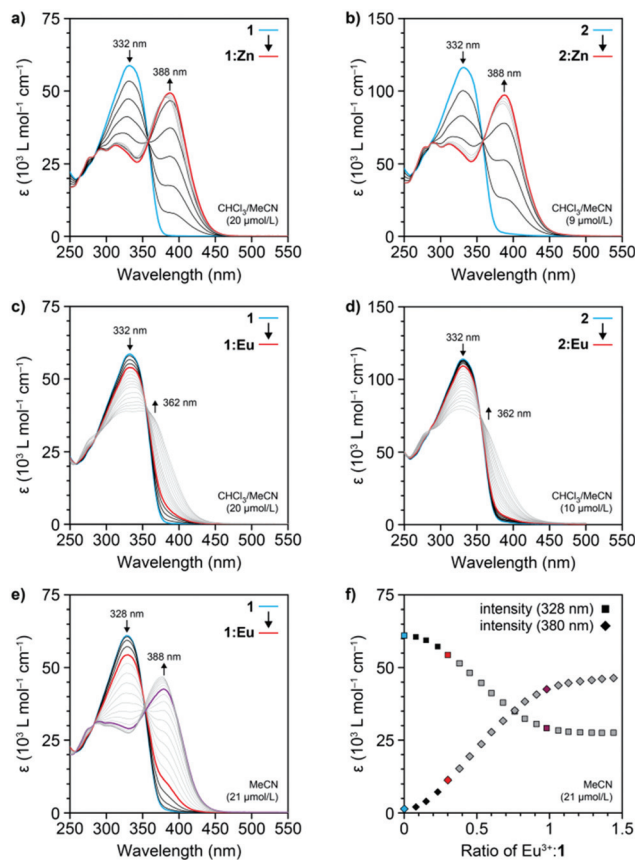 a)
75
50
25
0
ε (10³ L mol⁻¹ cm⁻¹)
332 nm
388 nm
1
1:Zn
CHCl₃/MeCN
(20 μmol/L)
250 300 350 400 450 500 550
Wavelength (nm)
b)
150
100
50
0
ε (10³ L mol⁻¹ cm⁻¹)
332 nm
388 nm
2
2:Zn
CHCl₃/MeCN
(9 μmol/L)
250 300 350 400 450 500 550
Wavelength (nm)
c)
75
50
25
0
ε (10³ L mol⁻¹ cm⁻¹)
332 nm
362 nm
1
1:Eu
CHCl₃/MeCN
(20 μmol/L)
250 300 350 400 450 500 550
Wavelength (nm)
d)
150
100
50
0
ε (10³ L mol⁻¹ cm⁻¹)
332 nm
362 nm
2
2:Eu
CHCl₃/MeCN
(10 μmol/L)
250 300 350 400 450 500 550
Wavelength (nm)
e)
75
50
25
0
ε (10³ L mol⁻¹ cm⁻¹)
328 nm
388 nm
1
1:Eu
MeCN
(21 μmol/L)
250 300 350 400 450 500 550
Wavelength (nm)
f)
75
50
25
0
ε (10³ L mol⁻¹ cm⁻¹)
intensity (328 nm)
intensity (380 nm)
MeCN
(21 μmol/L)
0 0.3 0.6 0.9 1.2 1.5
Ratio of Eu³⁺:1